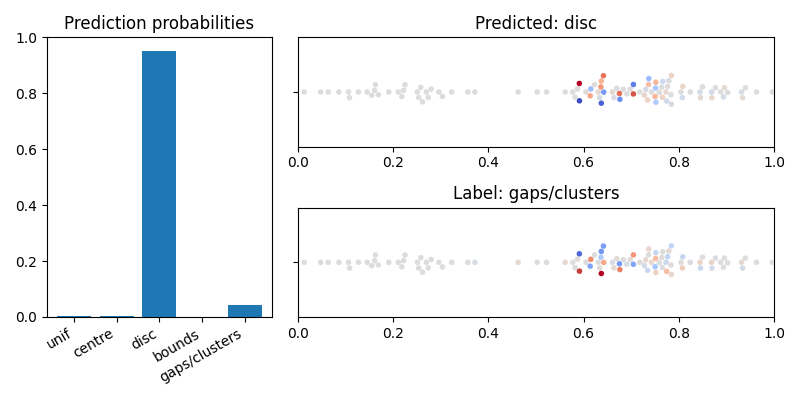 Prediction probabilities
1.0
0.8
0.6
0.4
0.2
0.0
unif
centre
disc
bounds
gaps/clusters
Predicted: disc
0.0 0.2 0.4 0.6 0.8 1.0
Label: gaps/clusters
0.0 0.2 0.4 0.6 0.8 1.0